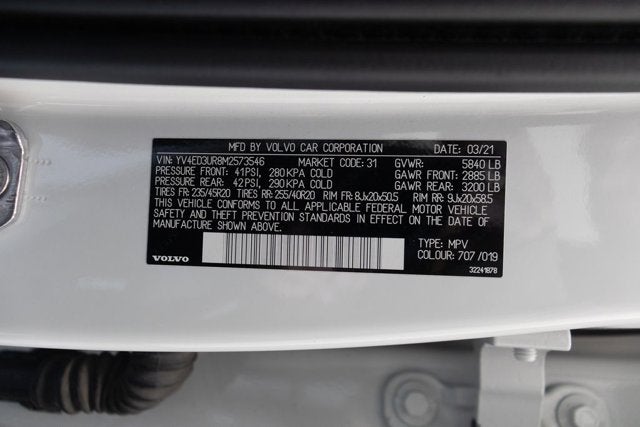 MFD BY VOLVO CAR CORPORATION DATE: 03/21
VIN: YV4ED3UR8M2573546 MARKET CODE: 31 GVWR: 5840 LB
PRESSURE FRONT: 41PSI, 280KPA COLD GAWR FRONT: 2885 LB
PRESSURE REAR: 42PSI, 290KPA COLD GAWR REAR: 3200 LB
TIRES FR: 235/45R20 TIRES RR: 255/40R20 RIM FR: 8Jx20x50.5 RIM RR: 9Jx20x58.5
THIS VEHICLE CONFORMS TO ALL APPLICABLE FEDERAL MOTOR VEHICLE
SAFETY AND THEFT PREVENTION STANDARDS IN EFFECT ON THE DATE OF
MANUFACTURE SHOWN ABOVE.
TYPE: MPV
COLOUR: 707 /019
VOLVO
32241878